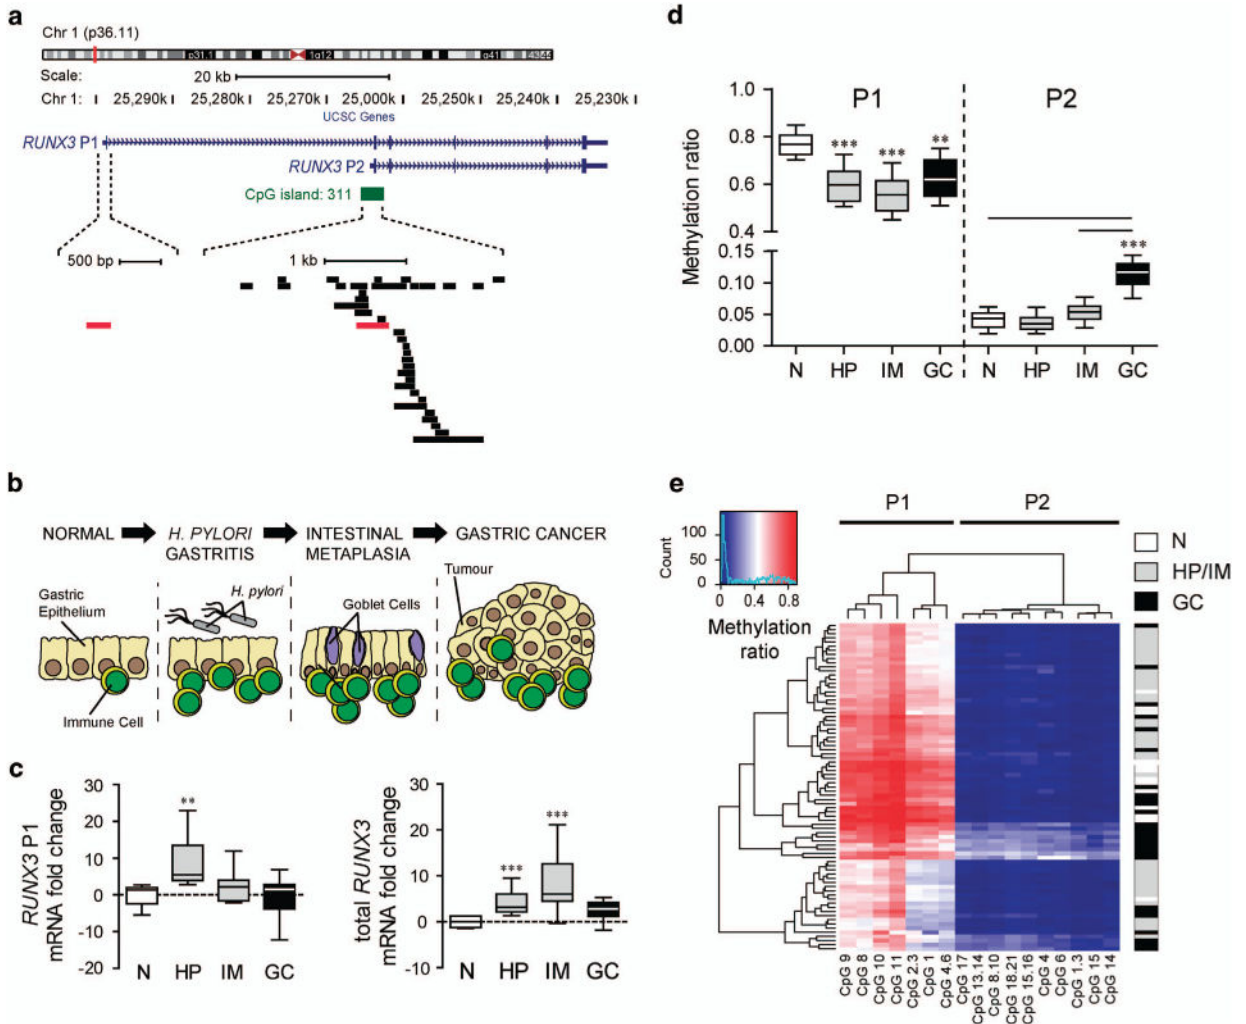 a
Chr 1 (p36.11)
p31.1 1q12 q41 q44
Scale: 20 kb
Chr 1: 25,290k 25,280k 25,270k 25,000k 25,250k 25,240k 25,230k
UCSC Genes
RUNX3 P1
RUNX3 P2
CpG island: 311
500 bp 1 kb
b
NORMAL H. PYLORI GASTRITIS INTESTINAL METAPLASIA GASTRIC CANCER
Gastric Epithelium
H. pylori
Goblet Cells
Tumour
Immune Cell
c
RUNX3 P1 mRNA fold change
30
20
10
0
-10
-20
**
N HP IM GC
total RUNX3 mRNA fold change
30
20
10
0
-10
*** ***
N HP IM GC
d
P1 P2
Methylation ratio
1.0
0.8
0.6
0.4
0.15
0.10
0.05
0.00
*** *** ** ***
N HP IM GC N HP IM GC
e
P1 P2
Count
100
50
0
0 0.4 0.8
Methylation ratio
N
HP/IM
GC
CpG 9
CpG 8
CpG 10
CpG 11
CpG 2.3
CpG 1
CpG 4.6
CpG 17
CpG 13.14
CpG 8.10
CpG 18.21
CpG 15.16
CpG 4
CpG 6
CpG 1.3
CpG 15
CpG 14